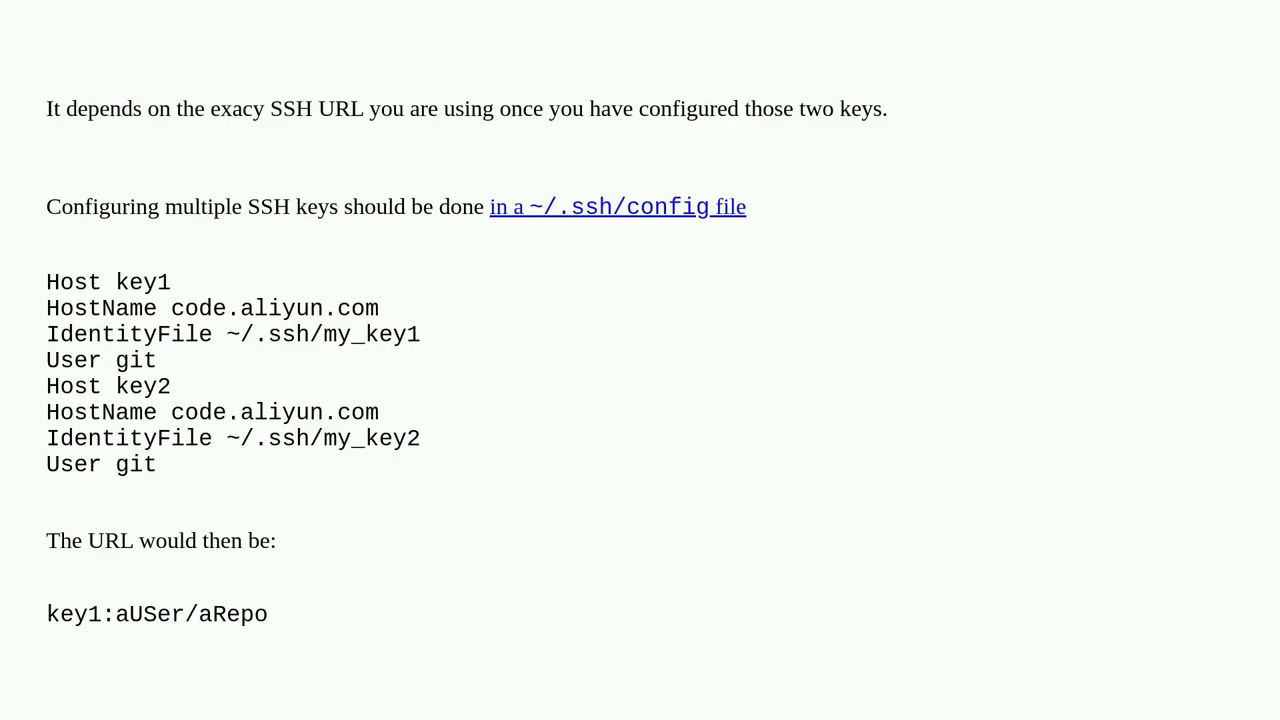 It depends on the exacy SSH URL you are using once you have configured those two keys.
Configuring multiple SSH keys should be done in a ~/.ssh/config file
Host key1
HostName code.aliyun.com
IdentityFile ~/.ssh/my_key1
User git
Host key2
HostName code.aliyun.com
IdentityFile ~/.ssh/my_key2
User git
The URL would then be:
key1:aUSer/aRepo